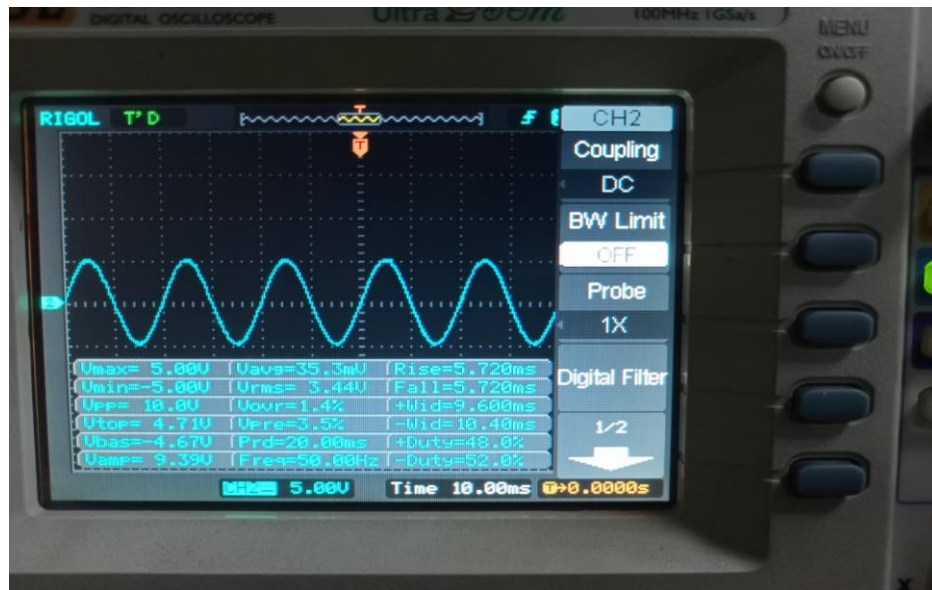 DIGITAL OSCILLOSCOPE Ultra Zoom 100MHz 1GSa/s
MENU
ON/OFF
RIGOL T'D T CH2
T
Coupling
DC
BW Limit
OFF
Probe
2
1X
Digital Filter
1/2
Vmax= 5.00V Vavg=35.3mV Rise=5.720ms
Vmin=-5.00V Vrms= 3.44V Fall=5.720ms
Vpp= 10.0V Vovr=1.4% +Wid=9.600ms
Vtop= 4.71V Vpre=3.5% -Wid=10.40ms
Vbas=-4.67V Prd=20.00ms +Duty=48.0%
Vamp= 9.39V Freq=50.00Hz -Duty=52.0%
CH2= 5.00V Time 10.00ms T→0.0000s